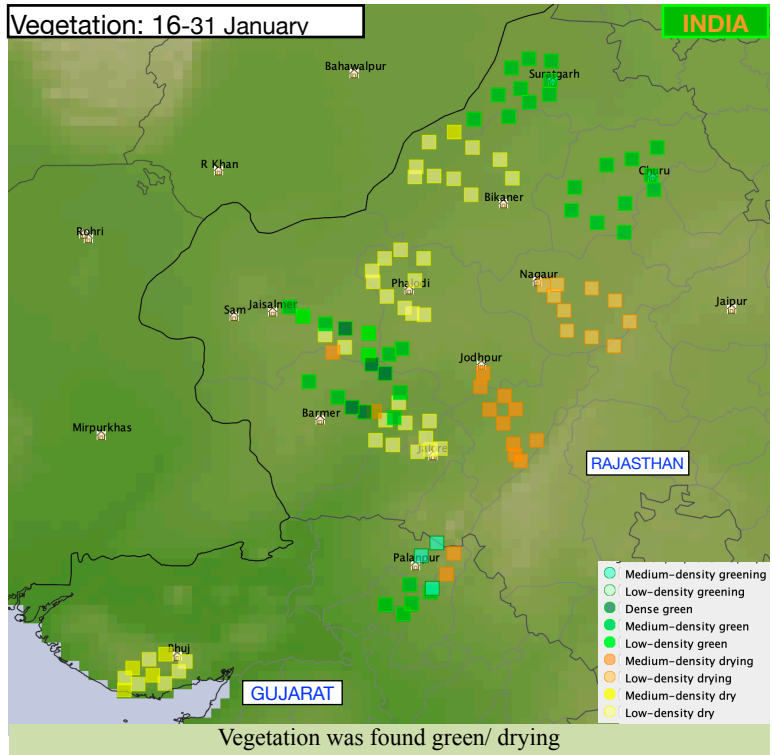 Vegetation: 16-31 January
INDIA
Bahawalpur
Suratgarh
R Khan
Churu
Bikaner
Rohri
Nagaur
Phalodi
Jaisalmer
Sam
Jaipur
Jodhpur
Barmer
Mirpurkhas
Jalore
RAJASTHAN
Palanpur
Medium-density greening
Low-density greening
Dense green
Medium-density green
Low-density green
Medium-density drying
Low-density drying
Medium-density dry
Low-density dry
Bhuj
GUJARAT
Vegetation was found green/ drying